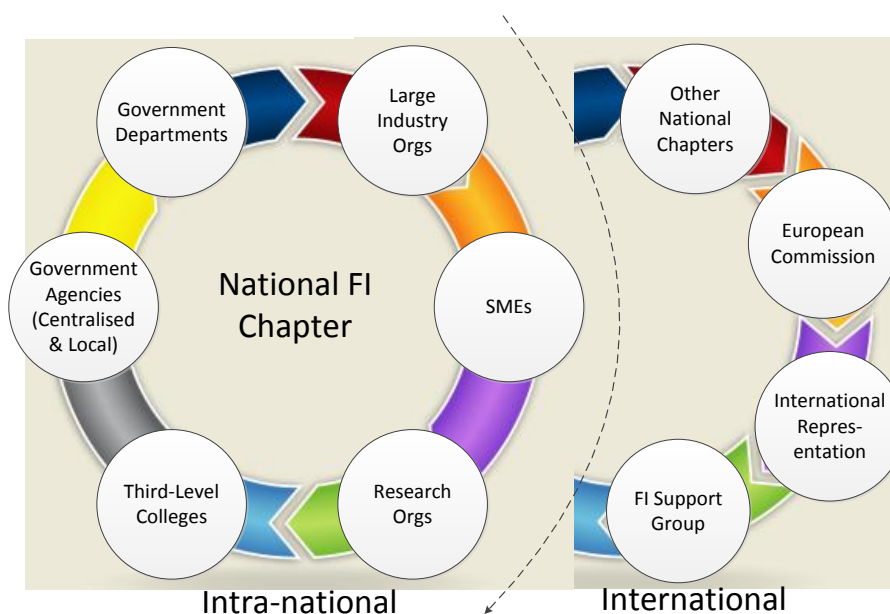 Government
Departments
Large
Industry
Orgs
Government
Agencies
(Centralised
& Local)
National FI
Chapter
SMEs
Third-Level
Colleges
Research
Orgs
Intra-national
Other
National
Chapters
European
Commission
International
Repres-
entation
FI Support
Group
International